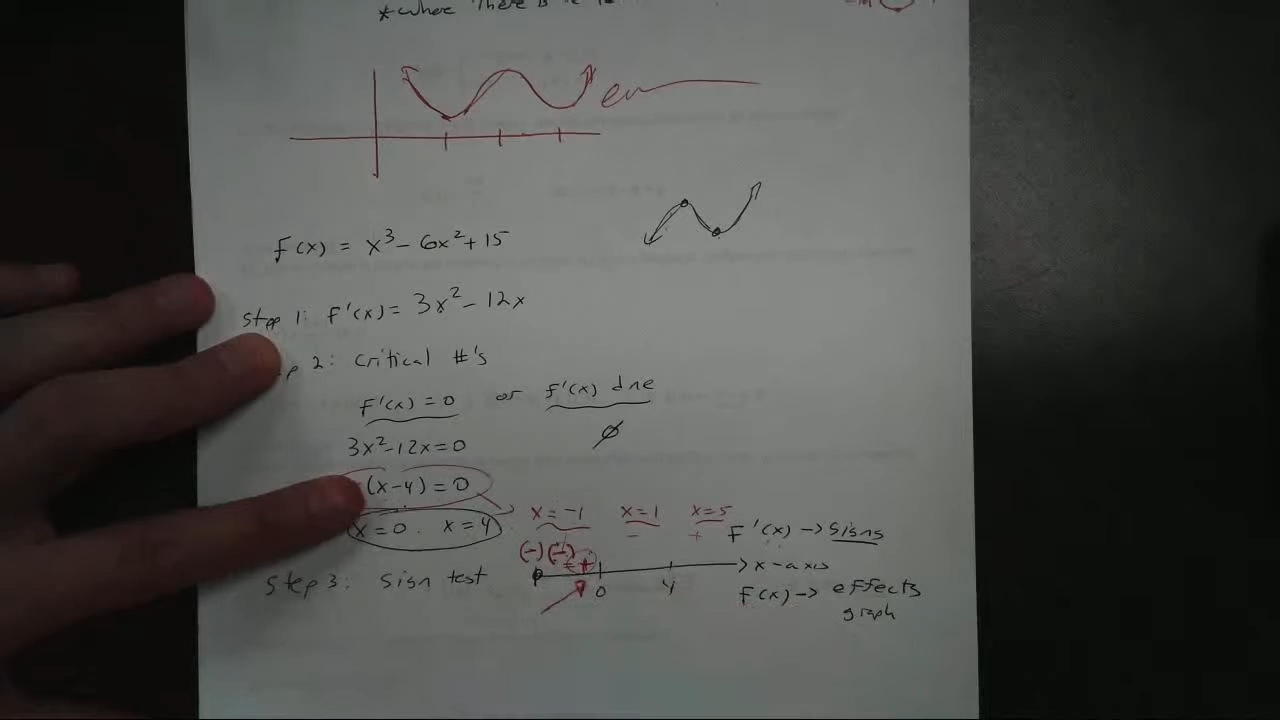 *where There is
f(x) = x³ - 6x² + 15
Step 1: f'(x) = 3x² - 12x
2: Critical #'s
f'(x) = 0 or f'(x) dne
3x² - 12x = 0 ∅
(x - 4) = 0
x = 0 . x = 4
x = -1 x = 1 x = 5
- +
F'(x) → Signs
(-)(-) = +
→ x-axis
Step 3: Sign test
0 4
f(x) → effects
graph